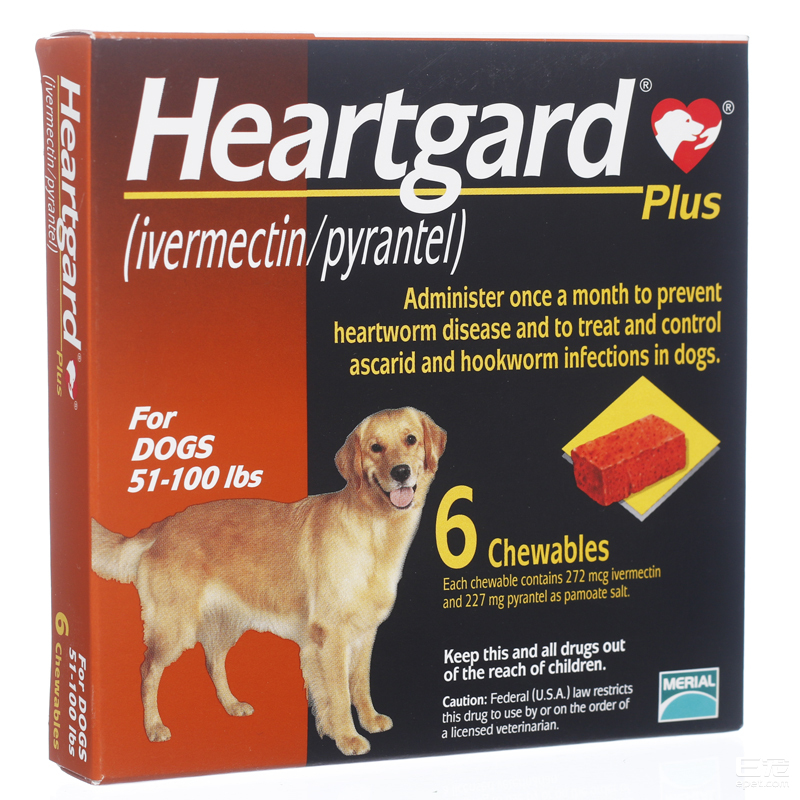 Heartgard®
®
Plus
(ivermectin/pyrantel)
Administer once a month to prevent
heartworm disease and to treat and control
ascarid and hookworm infections in dogs.
For
DOGS
51-100 lbs
6 Chewables
Each chewable contains 272 mcg ivermectin
and 227 mg pyrantel as pamoate salt.
Keep this and all drugs out
of the reach of children.
Caution: Federal (U.S.A.) law restricts
this drug to use by or on the order of
a licensed veterinarian.
MERIAL
Heartgard®
®
Plus
(ivermectin/pyrantel)
For DOGS
51-100 lbs
6 Chewables
epet.com